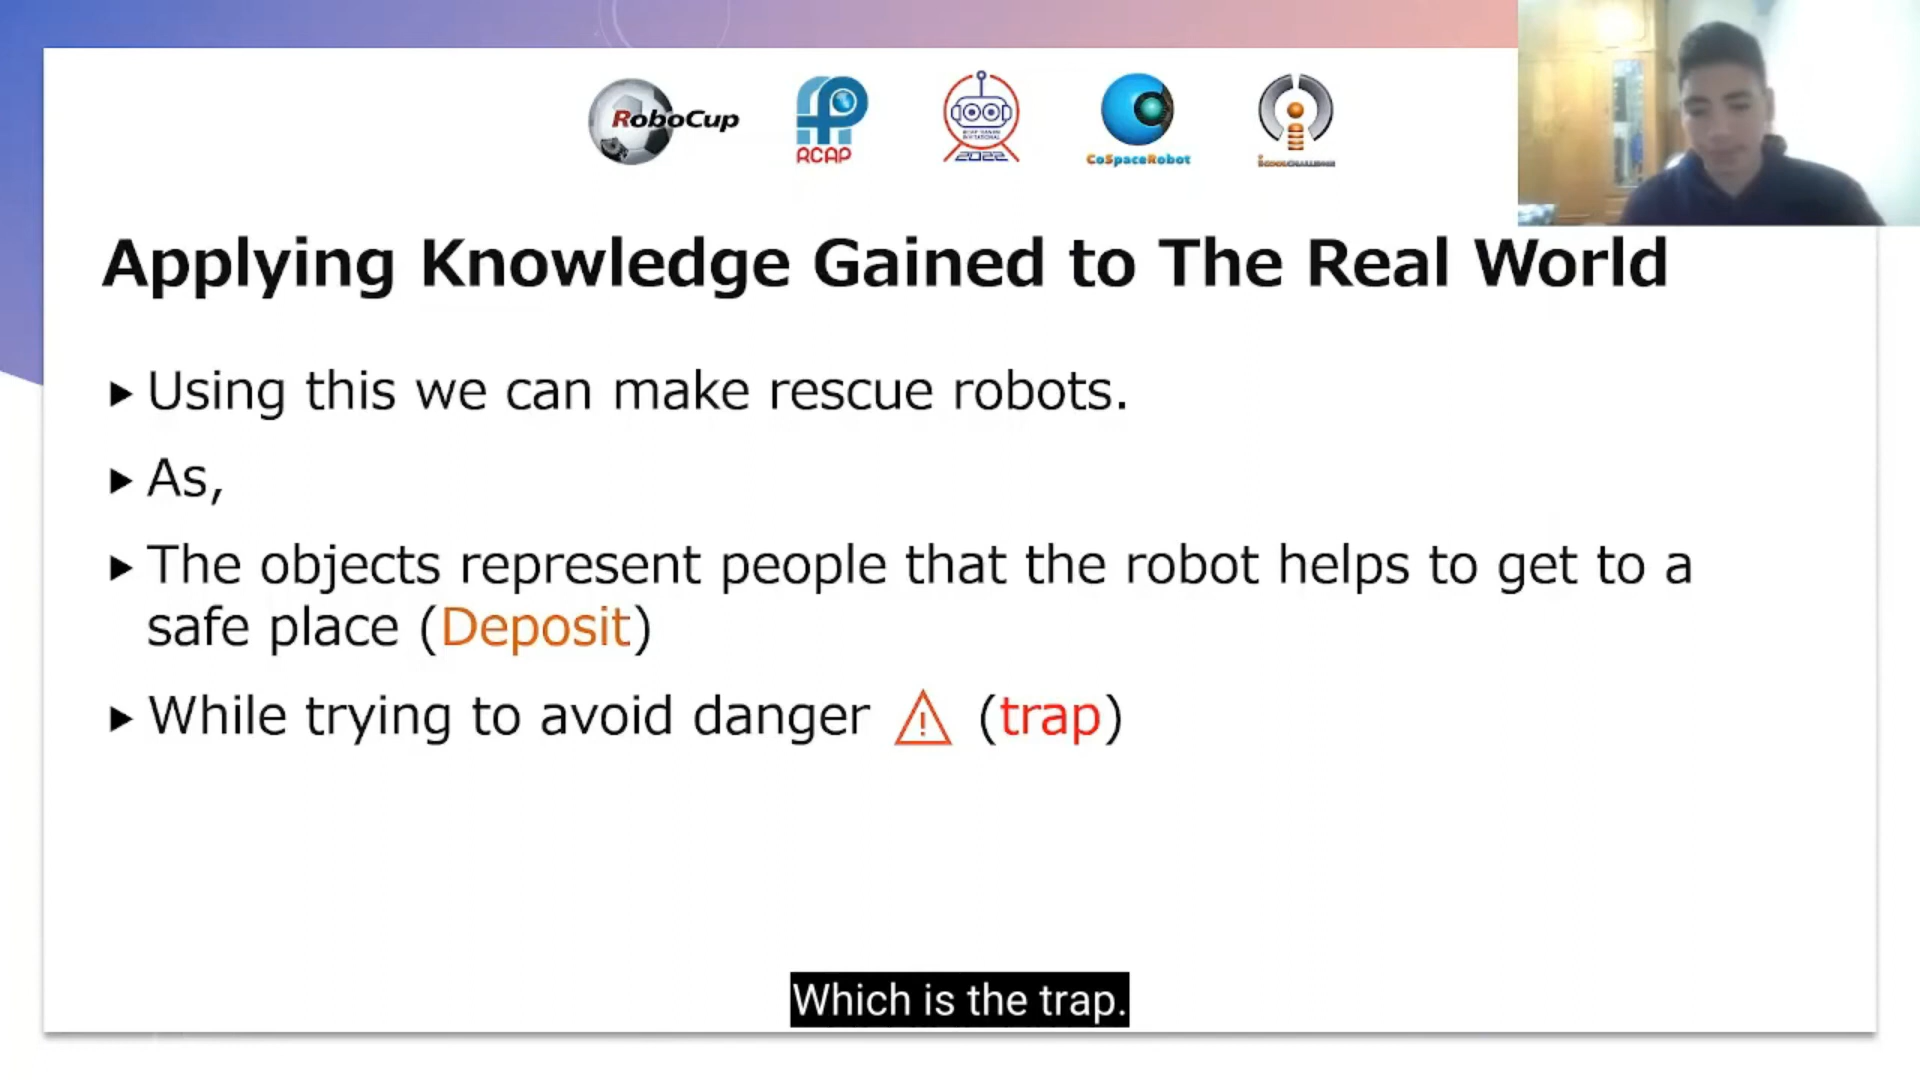 RoboCup
RCAP
2022
CoSpaceRobot
Applying Knowledge Gained to The Real World
Using this we can make rescue robots.
As,
The objects represent people that the robot helps to get to a
safe place (Deposit)
While trying to avoid danger ⚠ (trap)
Which is the trap.